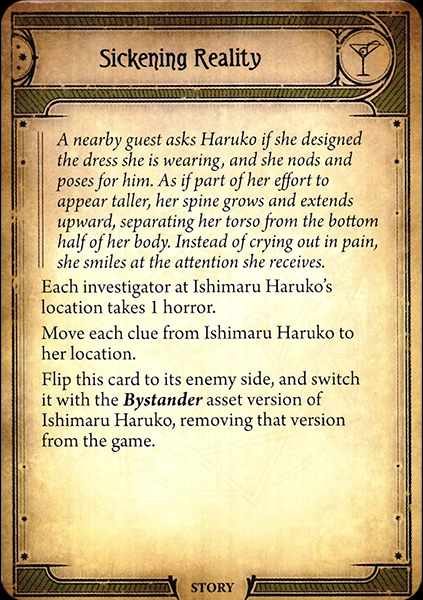 Sickening Reality
A nearby guest asks Haruko if she designed
the dress she is wearing, and she nods and
poses for him. As if part of her effort to
appear taller, her spine grows and extends
upward, separating her torso from the bottom
half of her body. Instead of crying out in pain,
she smiles at the attention she receives.
Each investigator at Ishimaru Haruko's
location takes 1 horror.
Move each clue from Ishimaru Haruko to
her location.
Flip this card to its enemy side, and switch
it with the Bystander asset version of
Ishimaru Haruko, removing that version
from the game.
STORY